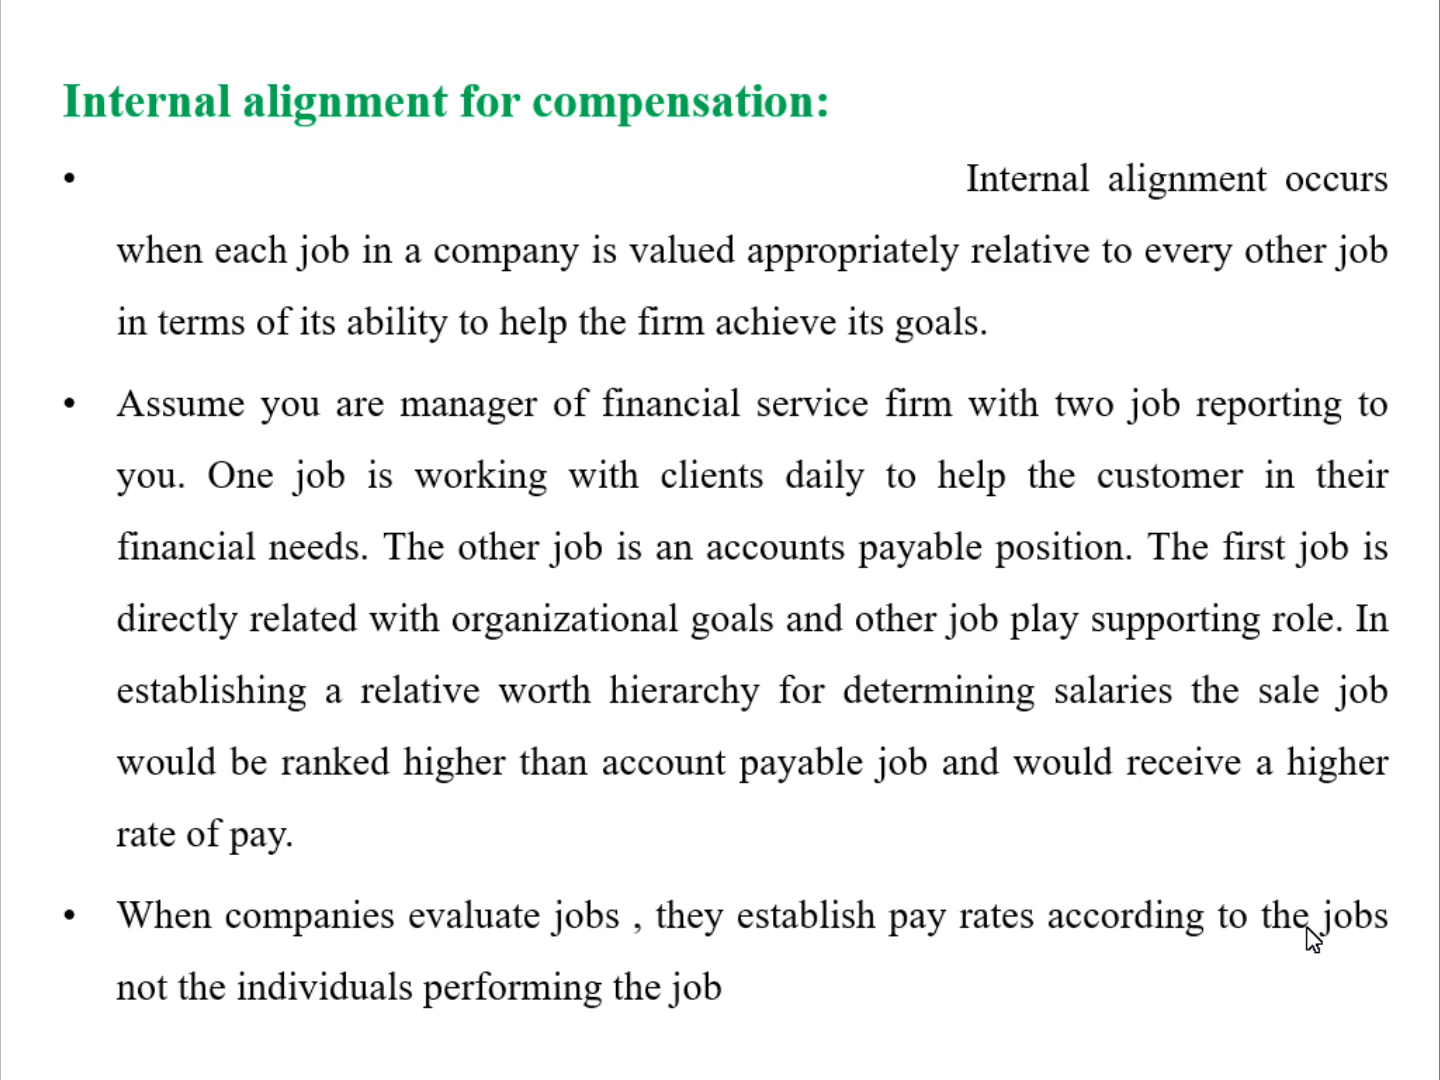 Internal alignment for compensation:
• Internal alignment occurs
when each job in a company is valued appropriately relative to every other job
in terms of its ability to help the firm achieve its goals.
• Assume you are manager of financial service firm with two job reporting to
you. One job is working with clients daily to help the customer in their
financial needs. The other job is an accounts payable position. The first job is
directly related with organizational goals and other job play supporting role. In
establishing a relative worth hierarchy for determining salaries the sale job
would be ranked higher than account payable job and would receive a higher
rate of pay.
• When companies evaluate jobs , they establish pay rates according to the jobs
not the individuals performing the job